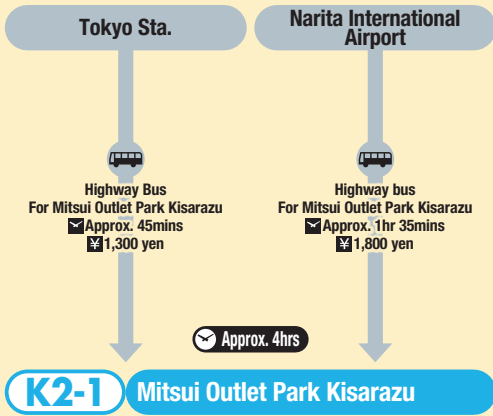 Tokyo Sta.
Narita International
Airport
Highway Bus
For Mitsui Outlet Park Kisarazu
Approx. 45mins
¥1,300 yen
Highway bus
For Mitsui Outlet Park Kisarazu
Approx. 1hr 35mins
¥1,800 yen
Approx. 4hrs
K2-1 Mitsui Outlet Park Kisarazu